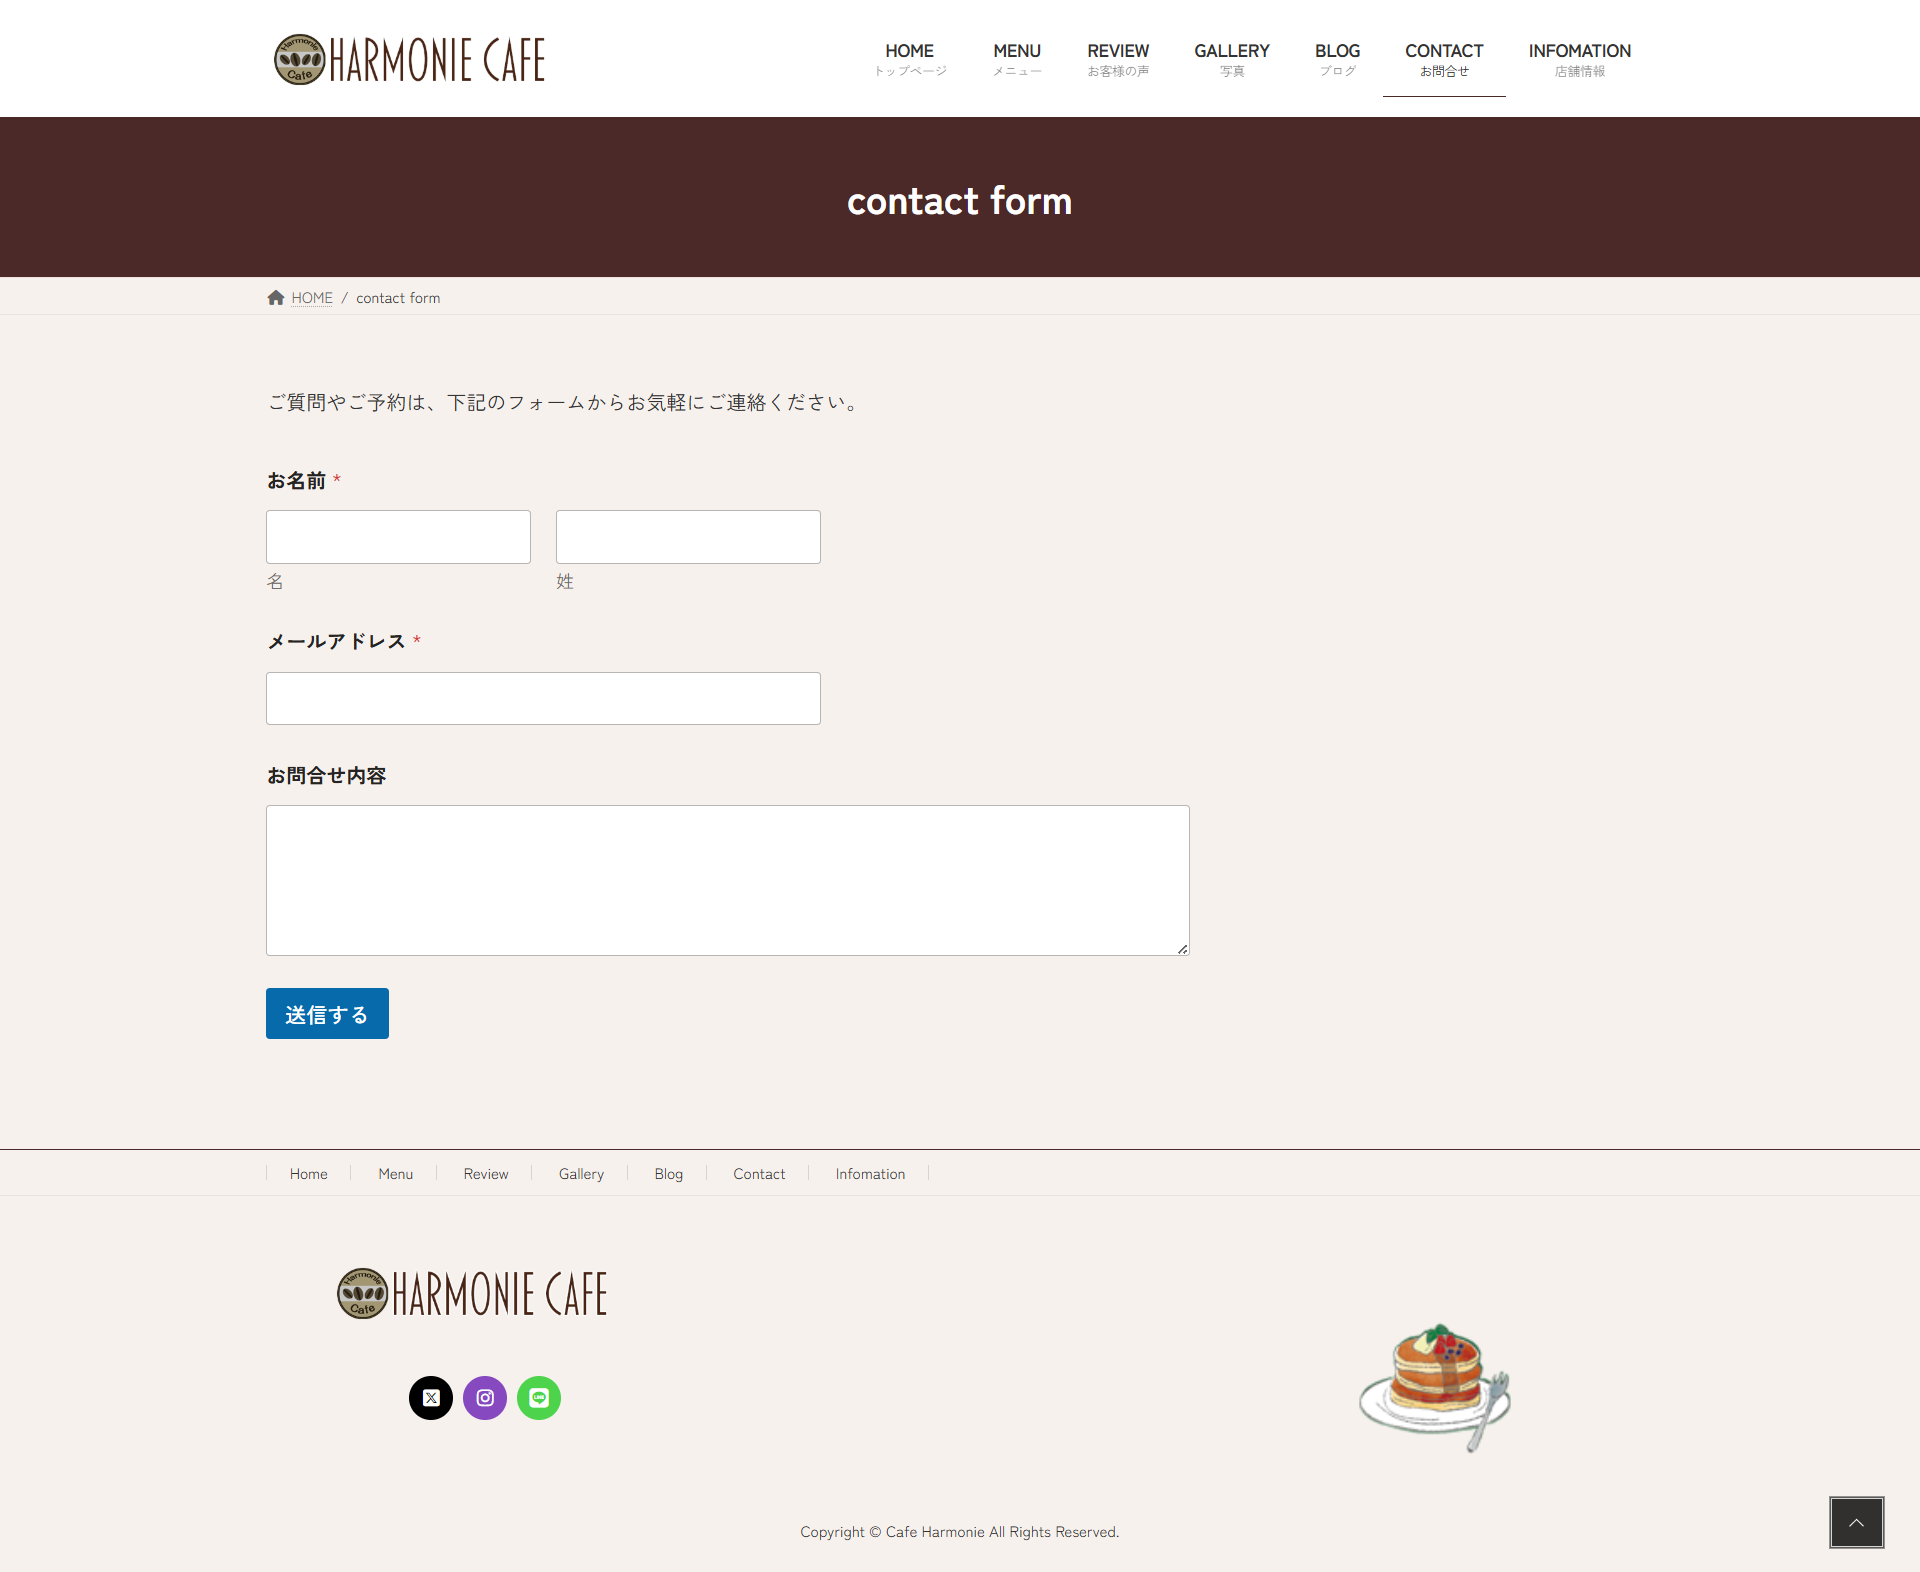 Harmonie
Cafe
HARMONIE CAFE
HOME
トップページ
MENU
メニュー
REVIEW
お客様の声
GALLERY
写真
BLOG
ブログ
CONTACT
お問合せ
INFOMATION
店舗情報
contact form
HOME / contact form
ご質問やご予約は、下記のフォームからお気軽にご連絡ください。
お名前 *
名
姓
メールアドレス *
お問合せ内容
送信する
Home
Menu
Review
Gallery
Blog
Contact
Infomation
Harmonie
Cafe
HARMONIE CAFE
LINE
Copyright © Cafe Harmonie All Rights Reserved.